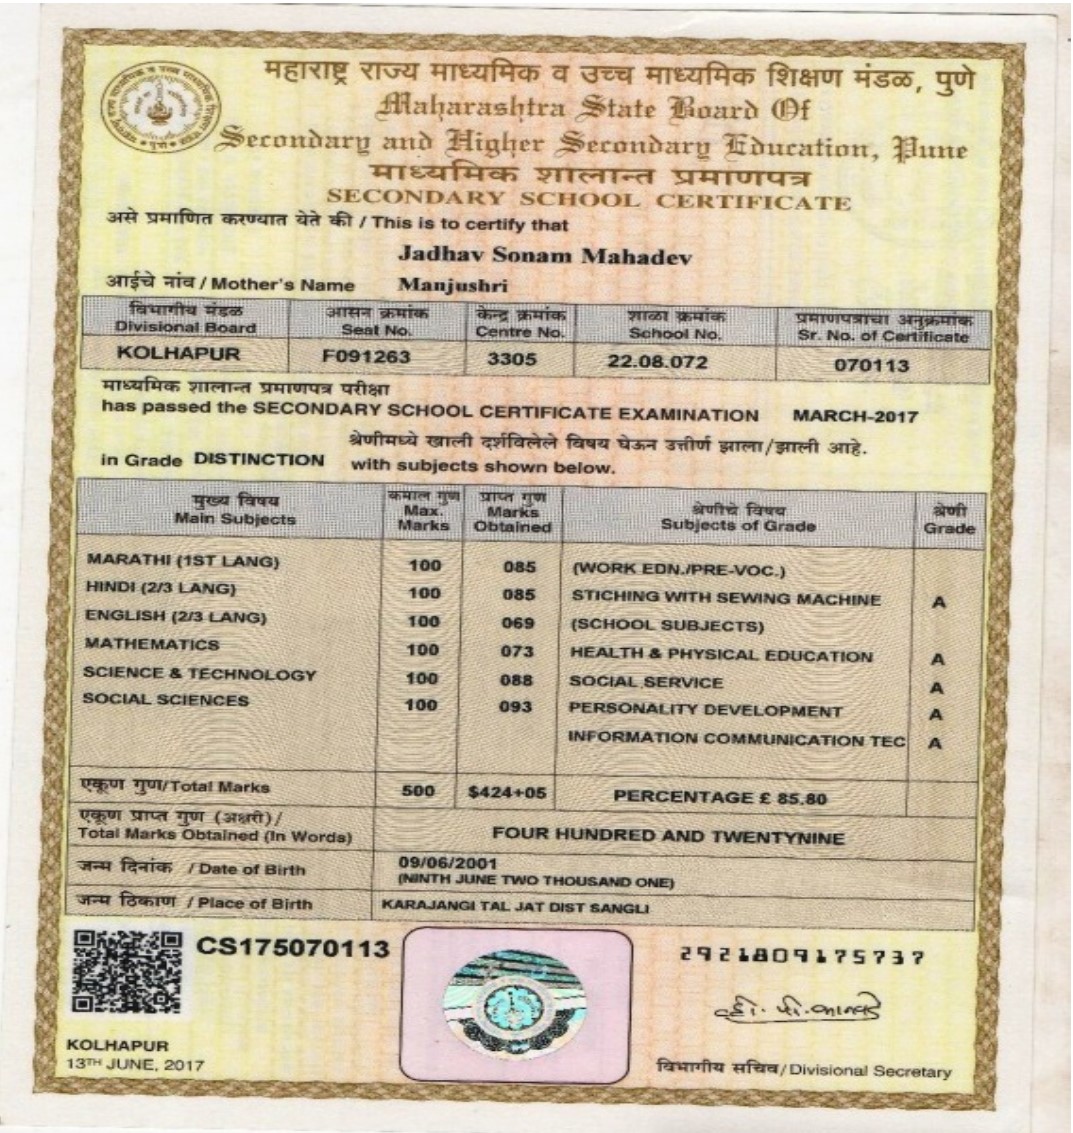 महाराष्ट्र राज्य माध्यमिक व उच्च माध्यमिक शिक्षण मंडळ, पुणे
Maharashtra State Board Of
Secondary and Higher Secondary Education, Pune
माध्यमिक शालान्त प्रमाणपत्र
SECONDARY SCHOOL CERTIFICATE
असे प्रमाणित करण्यात येते की / This is to certify that
Jadhav Sonam Mahadev
आईचे नांव / Mother's Name Manjushri
विभागीय मंडळ आसन क्रमांक केन्द्र क्रमांक शाळा क्रमांक प्रमाणपत्राचा अनुक्रमांक
Divisional Board Seat No. Centre No. School No. Sr. No. of Certificate
KOLHAPUR F091263 3305 22.08.072 070113
माध्यमिक शालान्त प्रमाणपत्र परीक्षा
has passed the SECONDARY SCHOOL CERTIFICATE EXAMINATION MARCH-2017
श्रेणीमध्ये खाली दर्शविलेले विषय घेऊन उत्तीर्ण झाला/झाली आहे.
in Grade DISTINCTION with subjects shown below.
मुख्य विषय कमाल गुण प्राप्त गुण श्रेणीचे विषय श्रेणी
Main Subjects Max. Marks Marks Obtained Subjects of Grade Grade
MARATHI (1ST LANG) 100 085 (WORK EDN./PRE-VOC.)
HINDI (2/3 LANG) 100 085 STICHING WITH SEWING MACHINE A
ENGLISH (2/3 LANG) 100 069 (SCHOOL SUBJECTS)
MATHEMATICS 100 073 HEALTH & PHYSICAL EDUCATION A
SCIENCE & TECHNOLOGY 100 088 SOCIAL SERVICE A
SOCIAL SCIENCES 100 093 PERSONALITY DEVELOPMENT A
INFORMATION COMMUNICATION TEC A
एकूण गुण/Total Marks 500 $424+05 PERCENTAGE £ 85.80
एकूण प्राप्त गुण (अक्षरी)/
Total Marks Obtained (In Words) FOUR HUNDRED AND TWENTYNINE
जन्म दिनांक / Date of Birth 09/06/2001
(NINTH JUNE TWO THOUSAND ONE)
जन्म ठिकाण / Place of Birth KARAJANGI TAL JAT DIST SANGLI
CS175070113
2921809175737
KOLHAPUR
13TH JUNE, 2017
विभागीय सचिव/Divisional Secretary